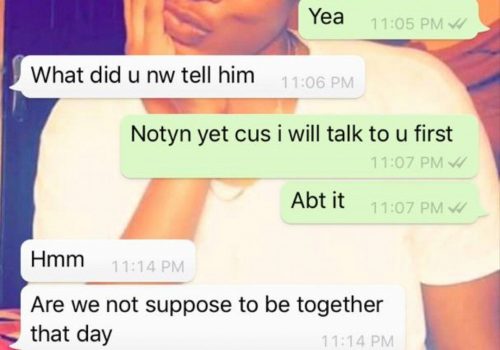 Yea 11:05 PM
What did u nw tell him 11:06 PM
Notyn yet cus i will talk to u first
11:07 PM
Abt it 11:07 PM
Hmm 11:14 PM
Are we not suppose to be together
that day 11:14 PM